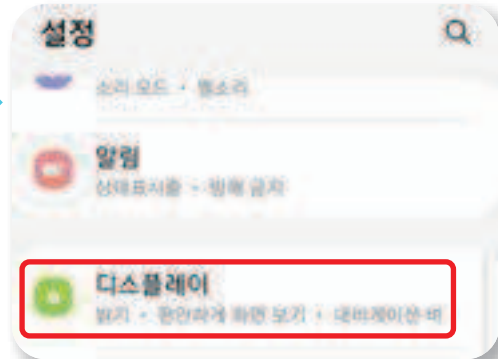 설정
소리 모드 • 벨소리
알림
상태표시줄 • 방해 금지
디스플레이
밝기 • 편안하게 화면 보기 • 내비게이션 바